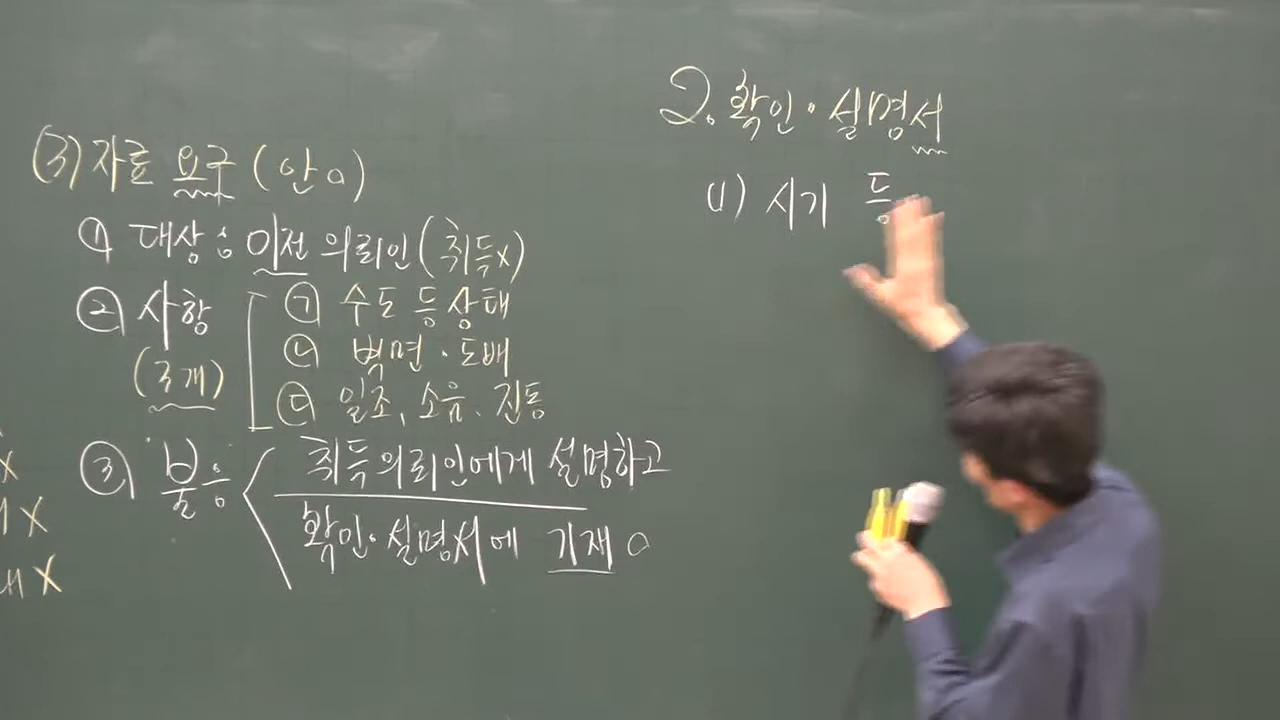 (3) 자료 요구 (안 O)
① 대상 : 이전 의뢰인 (취득x)
② 사항
(3개)
㉠ 수도 등 상태
㉡ 벽면·도배
㉢ 일조, 소음, 진동
③ 불응
취득의뢰인에게 설명하고
확인·설명서에 기재 O
X
X
X
2. 확인·설명서
(1) 시기 등